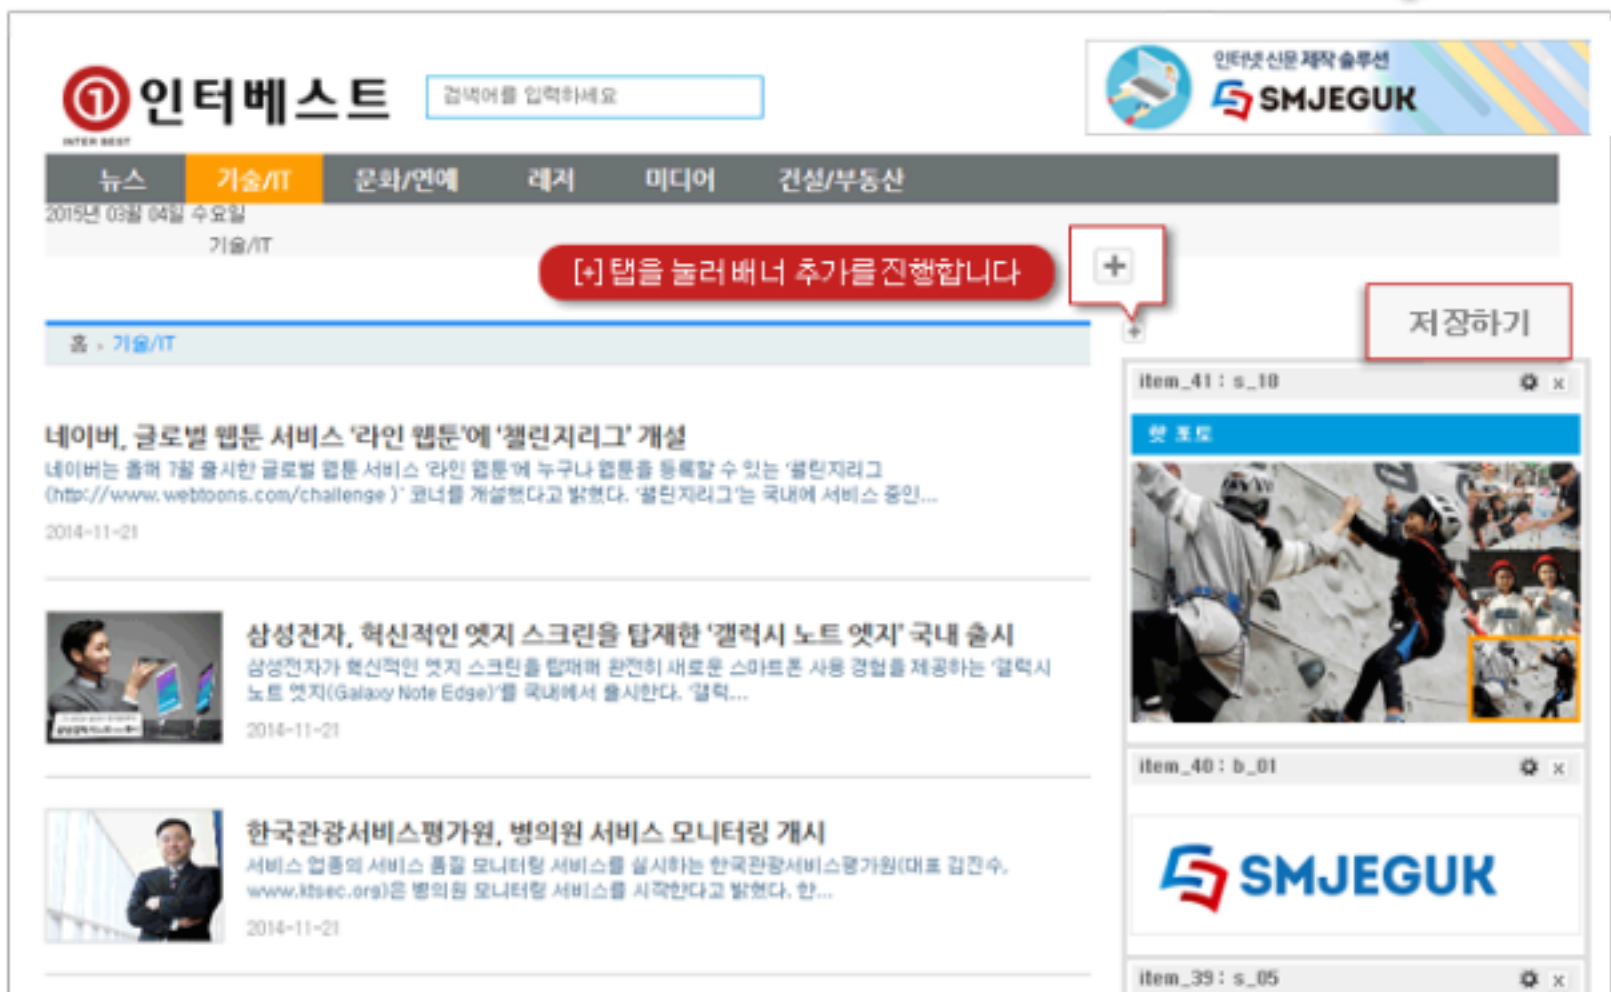 인터넷신문 제작 솔루션
SMJEGUK
인터베스트
INTER BEST
검색어를 입력하세요
뉴스 기술/IT 문화/연예 레저 미디어 건설/부동산
2015년 03월 04일 수요일
기술/IT
[+] 탭을 눌러 배너 추가를 진행합니다
+
+
저장하기
홈 기술/IT
item_41 : s_18 x
핫 포토
네이버, 글로벌 웹툰 서비스 '라인 웹툰'에 '챌린지리그' 개설
네이버는 올해 7월 출시한 글로벌 웹툰 서비스 '라인 웹툰'에 누구나 웹툰을 등록할 수 있는 '챌린지리그
(http://www.webtoons.com/challenge )' 코너를 개설했다고 밝혔다. '챌린지리그'는 국내에 서비스 중인...
2014-11-21
삼성전자, 혁신적인 엣지 스크린을 탑재한 '갤럭시 노트 엣지' 국내 출시
삼성전자가 혁신적인 엣지 스크린을 탑재해 완전히 새로운 스마트폰 사용 경험을 제공하는 '갤럭시
노트 엣지(Galaxy Note Edge)'를 국내에서 출시한다. '갤럭...
2014-11-21
한국관광서비스평가원, 병의원 서비스 모니터링 개시
서비스 업종의 서비스 품질 모니터링 서비스를 실시하는 한국관광서비스평가원(대표 김진수,
www.ktsec.org)은 병의원 모니터링 서비스를 시작한다고 밝혔다. 한...
2014-11-21
item_40 : b_01 x
SMJEGUK
item_39 : s_05 x